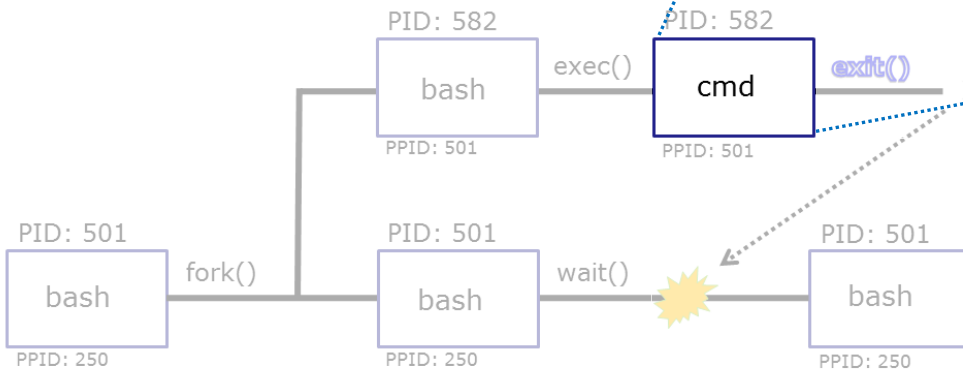 PID: 582
PID: 582
bash
exec()
cmd
exit()
PPID: 501
PPID: 501
PID: 501
PID: 501
PID: 501
bash
fork()
bash
wait()
bash
PPID: 250
PPID: 250
PPID: 250